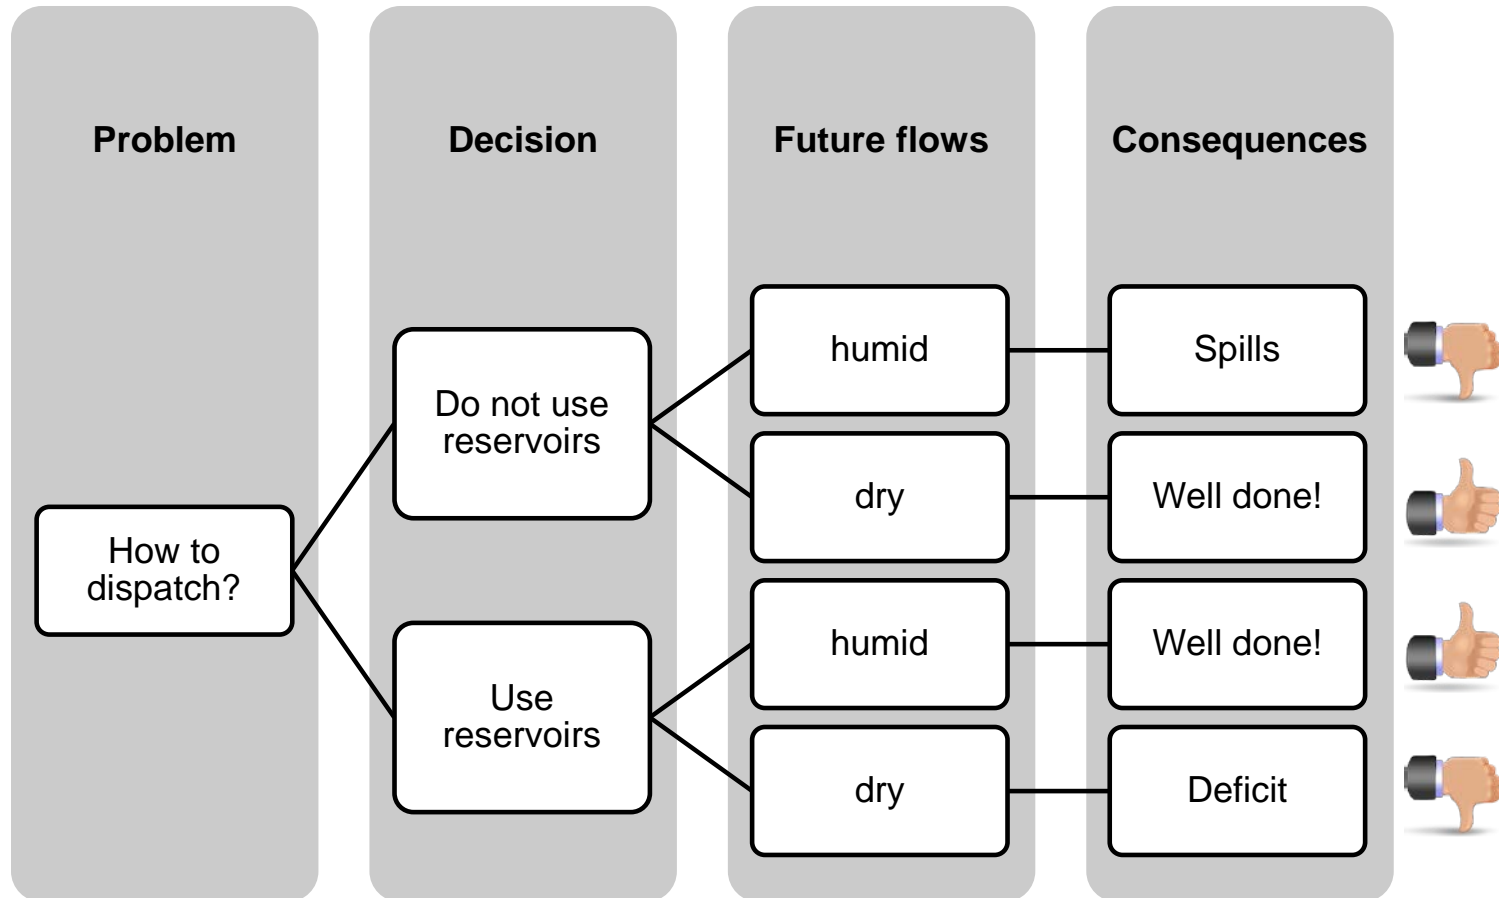 Problem
Decision
Future flows
Consequences
How to
dispatch?
Do not use
reservoirs
Use
reservoirs
humid
dry
humid
dry
Spills
Well done!
Well done!
Deficit